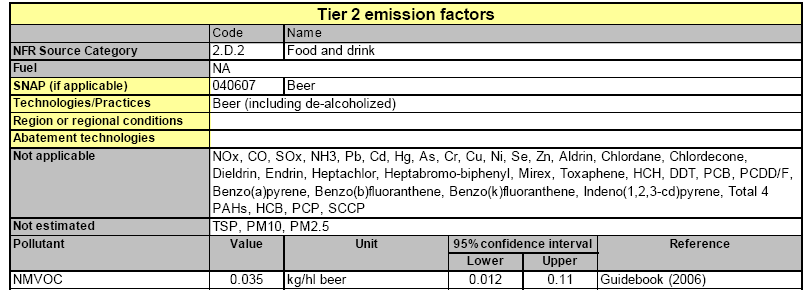 Tier 2 emission factors
Code Name
NFR Source Category 2.D.2 Food and drink
Fuel NA
SNAP (if applicable) 040607 Beer
Technologies/Practices Beer (including de-alcoholized)
Region or regional conditions
Abatement technologies
Not applicable NOx, CO, SOx, NH3, Pb, Cd, Hg, As, Cr, Cu, Ni, Se, Zn, Aldrin, Chlordane, Chlordecone,
Dieldrin, Endrin, Heptachlor, Heptabromo-biphenyl, Mirex, Toxaphene, HCH, DDT, PCB, PCDD/F,
Benzo(a)pyrene, Benzo(b)fluoranthene, Benzo(k)fluoranthene, Indeno(1,2,3-cd)pyrene, Total 4
PAHs, HCB, PCP, SCCP
Not estimated TSP, PM10, PM2.5
Pollutant Value Unit 95% confidence interval Reference
Lower Upper
NMVOC 0.035 kg/hl beer 0.012 0.11 Guidebook (2006)